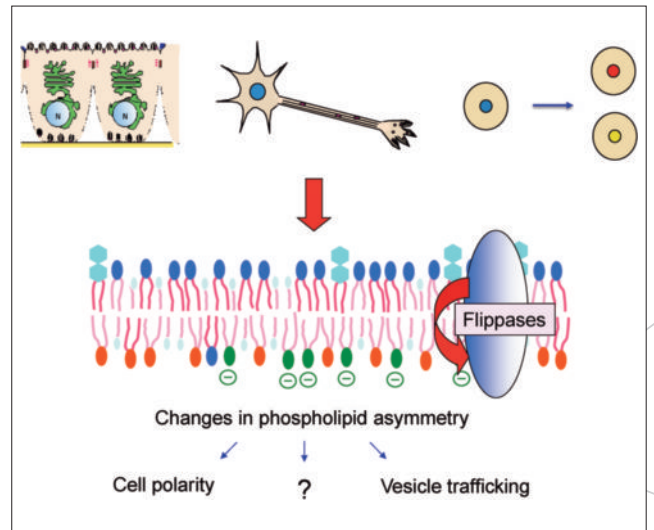 N
N
Flippases
Changes in phospholipid asymmetry
Cell polarity
?
Vesicle trafficking